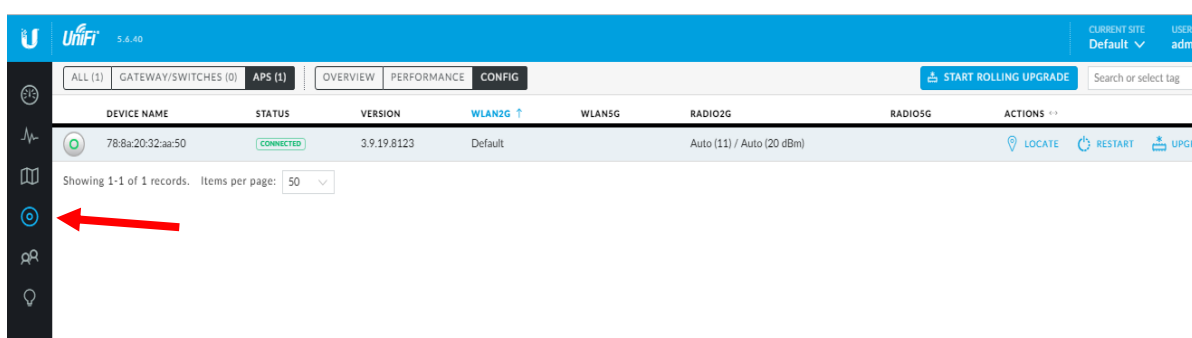 UniFi 5.6.40 CURRENT SITE USER
Default adm
ALL (1) GATEWAY/SWITCHES (0) APS (1) OVERVIEW PERFORMANCE CONFIG START ROLLING UPGRADE Search or select tag
DEVICE NAME STATUS VERSION WLAN2G ↑ WLAN5G RADIO2G RADIO5G ACTIONS
78:8a:20:32:aa:50 CONNECTED 3.9.19.8123 Default Auto (11) / Auto (20 dBm) LOCATE RESTART UPG
Showing 1-1 of 1 records. Items per page: 50